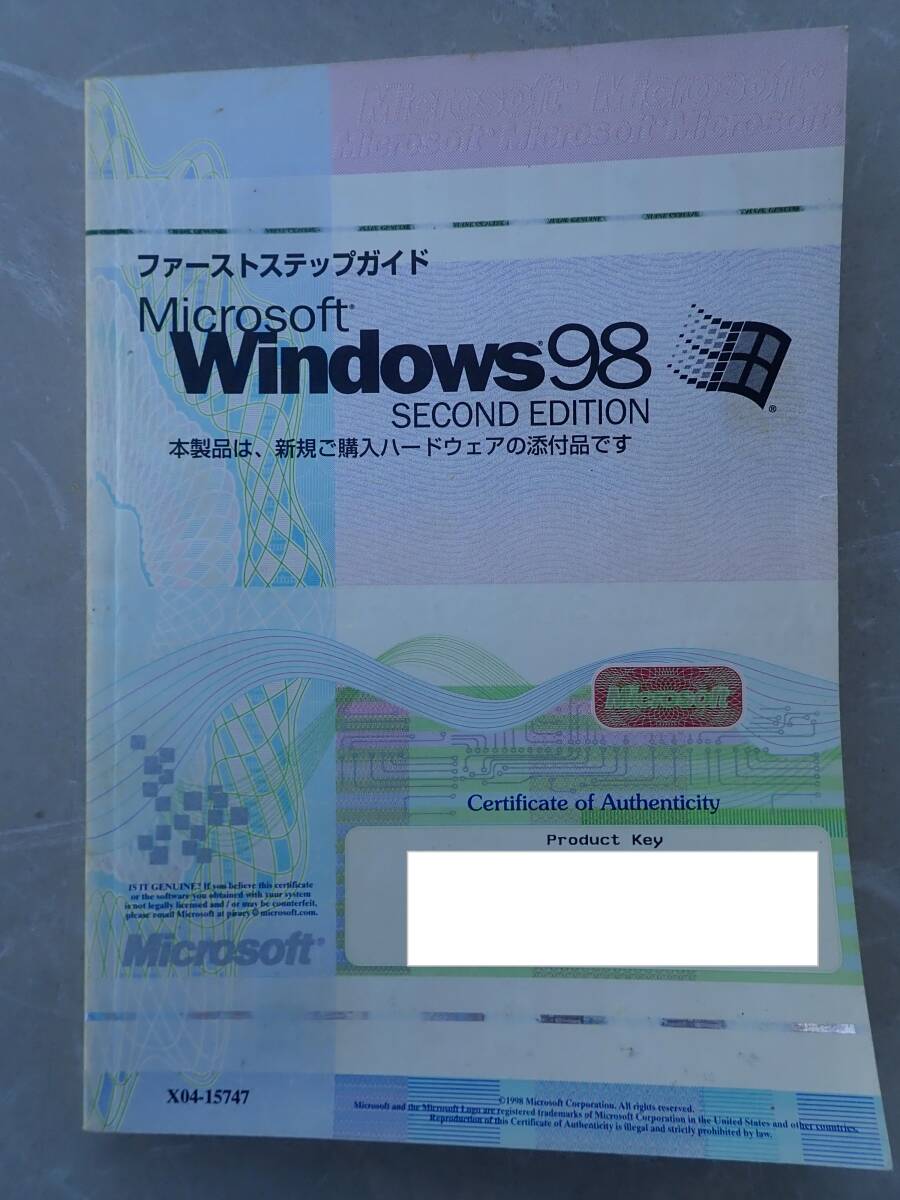 Microsoft® Microsoft®
Microsoft® Microsoft® Microsoft®
ファーストステップガイド
Microsoft®
Windows®98
SECOND EDITION
®
本製品は、新規ご購入ハードウェアの添付品です
Microsoft
Certificate of Authenticity
Product Key
IS IT GENUINE? If you believe this certificate
or the software you obtained with your system
is not legally licensed and / or may be counterfeit,
please email Microsoft at piracy@microsoft.com.
Microsoft®
X04-15747
©1998 Microsoft Corporation. All rights reserved.
Microsoft and the Microsoft Logo are registered trademarks of Microsoft Corporation in the United States and other countries.
Reproduction of this Certificate of Authenticity is illegal and strictly prohibited by law.